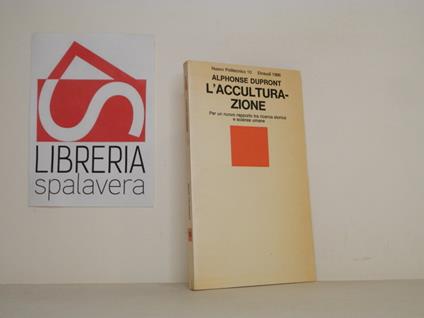 LIBRERIA
spalavera
Nuovo Politecnico 10 Einaudi 1966
ALPHONSE DUPRONT
L'ACCULTURA-
ZIONE
Per un nuovo rapporto tra ricerca storica
e scienze umane